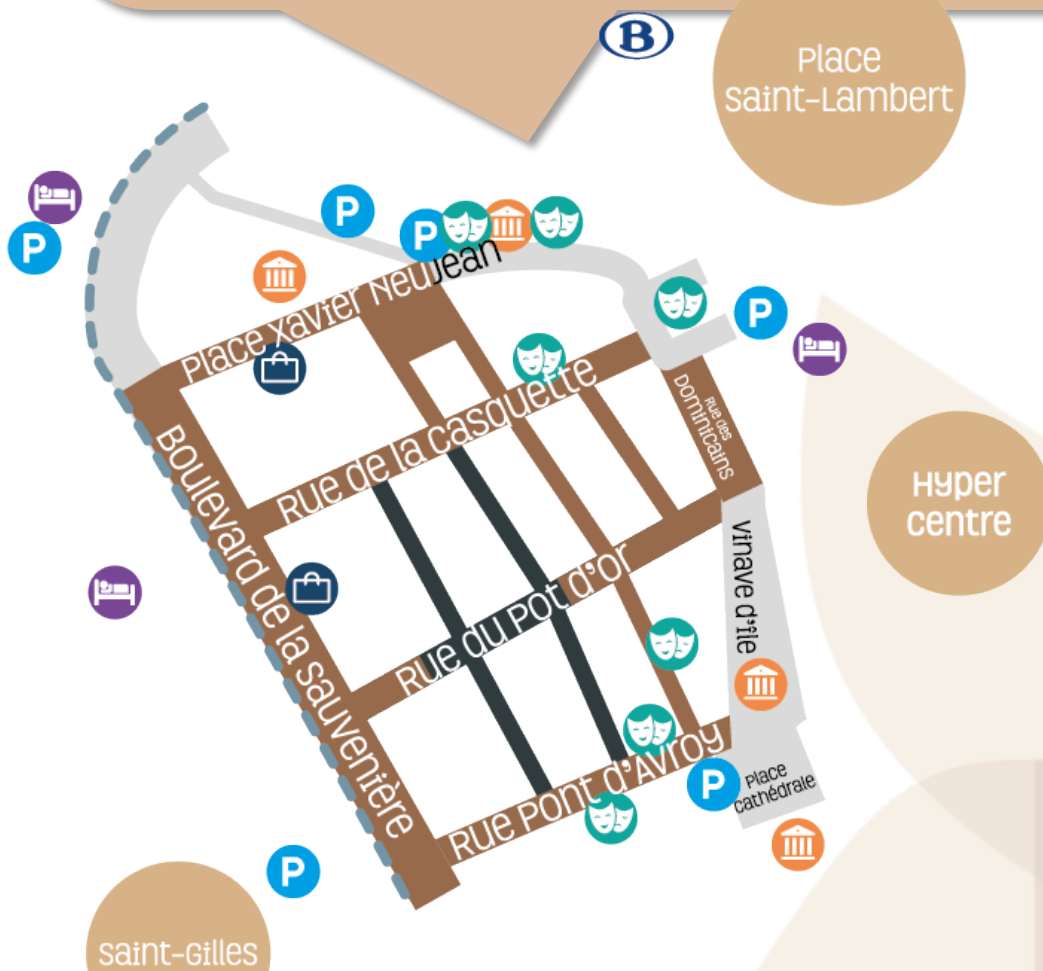 B
Place
saint-Lambert
P
P
P
P
Place Xavier Neujean
Rue de la casquette
Rue des
Dominicains
Hyper
centre
Boulevard de la sauvenière
vinave d'île
Rue du Pot d'or
Rue Pont d'Avroy
P
Place
cathédrale
P
saint-Gilles